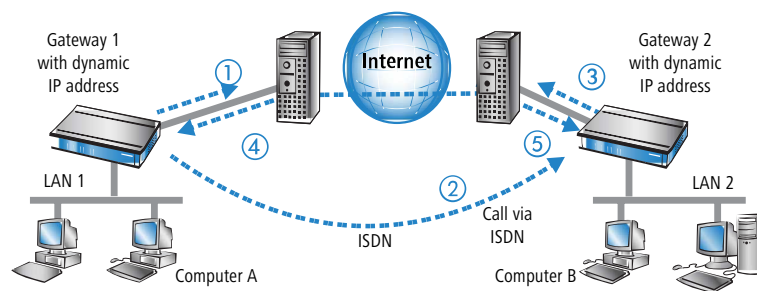 Gateway 1
with dynamic
IP address
①
Internet
Gateway 2
with dynamic
IP address
③
④
⑤
LAN 1
②
LAN 2
Call via
ISDN
ISDN
Computer A
Computer B